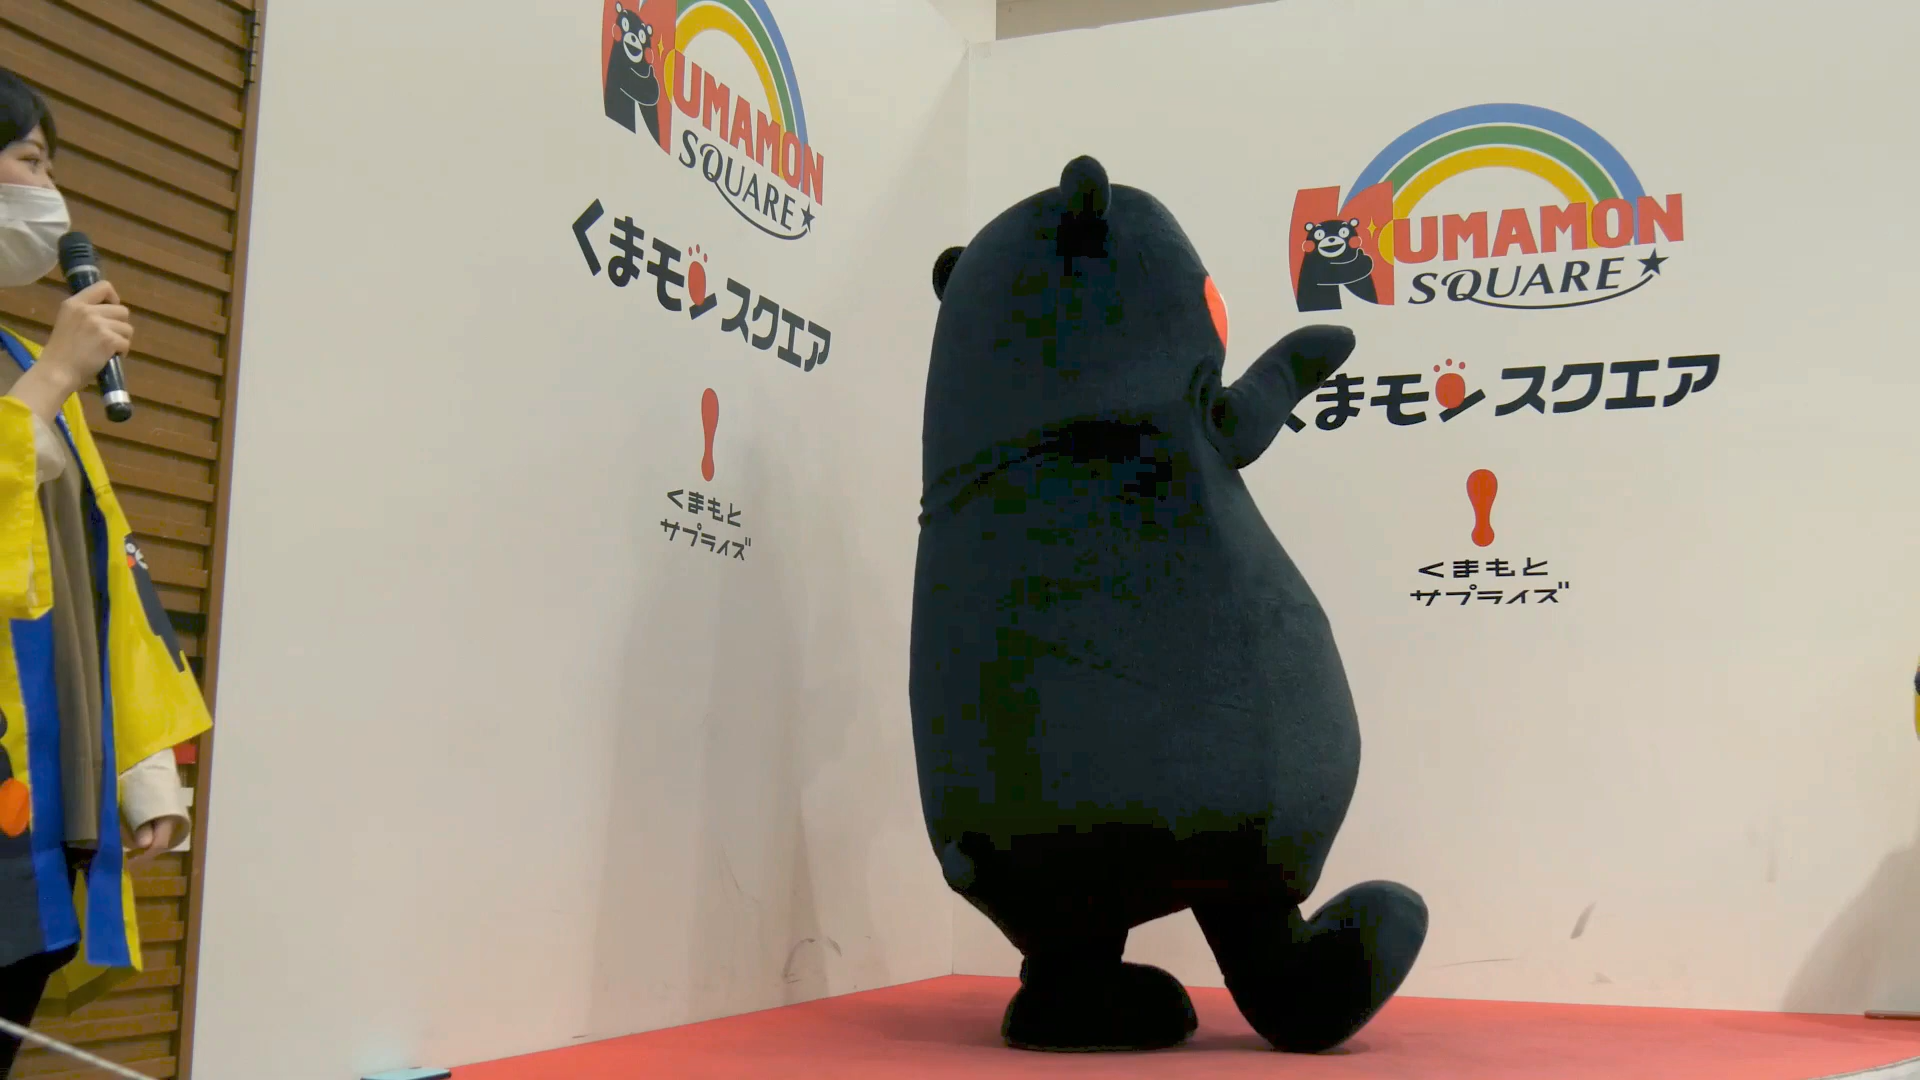 KUMAMON
SQUARE
くまモンスクエア
くまもと
サプライズ
KUMAMON
SQUARE
くまモンスクエア
くまもと
サプライズ